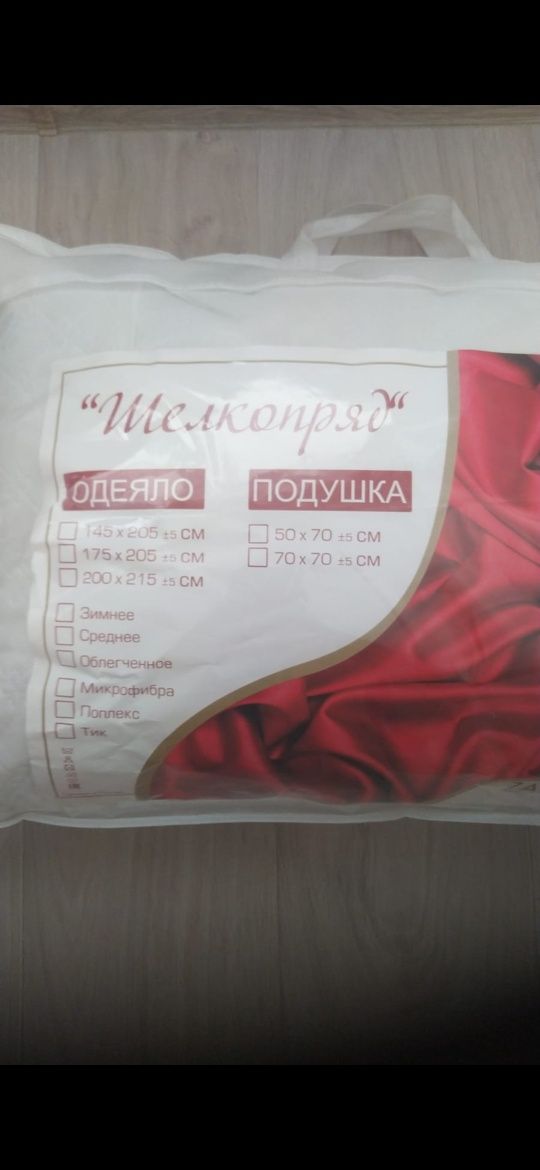 "Шелкопряд"
ОДЕЯЛО
145 x 205 ±5 СМ
175 x 205 ±5 СМ
200 x 215 ±5 СМ
Зимнее
Среднее
Облегченное
Микрофибра
Поплекс
Тик
ПОДУШКА
50 x 70 ±5 СМ
70 x 70 ±5 СМ